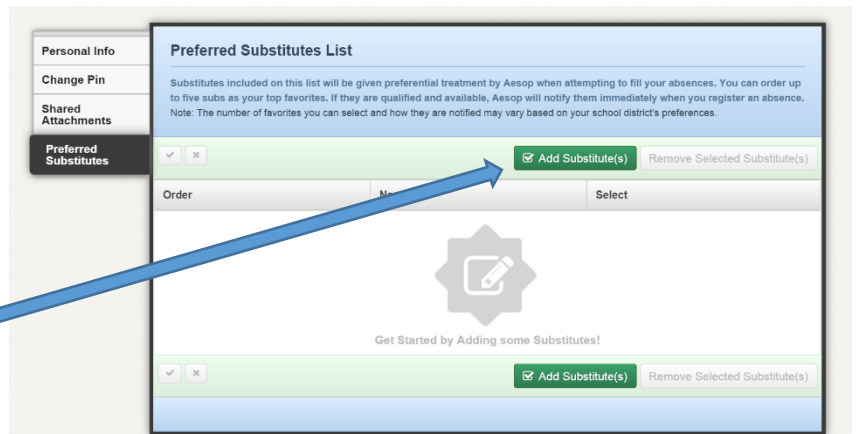 Personal Info
Change Pin
Shared
Attachments
Preferred
Substitutes
Preferred Substitutes List
Substitutes included on this list will be given preferential treatment by Aesop when attempting to fill your absences. You can order up
to five subs as your top favorites. If they are qualified and available, Aesop will notify them immediately when you register an absence.
Note: The number of favorites you can select and how they are notified may vary based on your school district's preferences.
Add Substitute(s) Remove Selected Substitute(s)
Order Select
Get Started by Adding some Substitutes!
Add Substitute(s) Remove Selected Substitute(s)